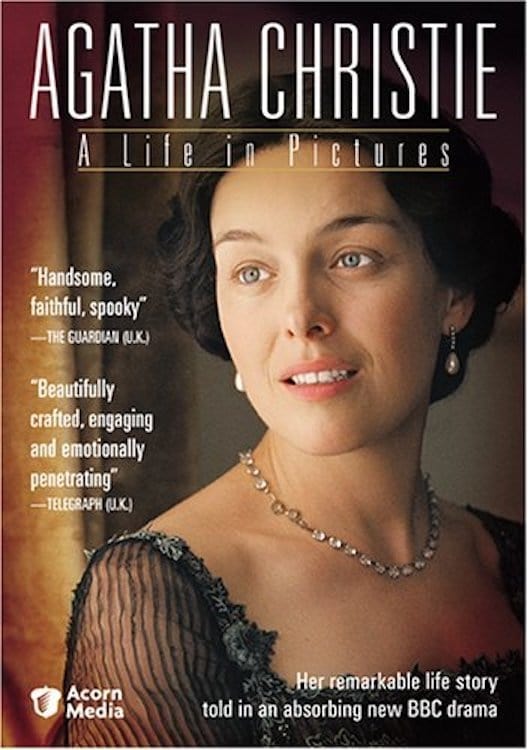 AGATHA CHRISTIE
A Life in Pictures
“Handsome,
faithful, spooky”
—THE GUARDIAN (U.K.)
“Beautifully
crafted, engaging
and emotionally
penetrating”
—TELEGRAPH (U.K.)
Her remarkable life story
told in an absorbing new BBC drama
Acorn
Media